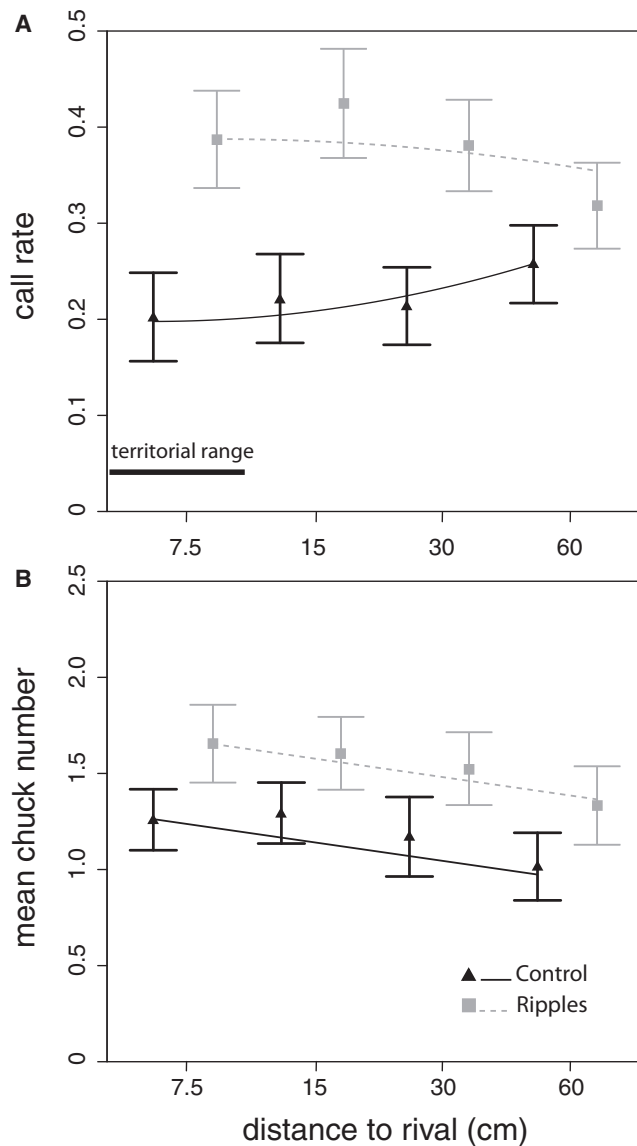 A
call rate
0.5
0.4
0.3
0.2
0.1
0
territorial range
7.5 15 30 60
B
mean chuck number
2.5
2.0
1.5
1.0
0.5
0
Control
Ripples
7.5 15 30 60
distance to rival (cm)